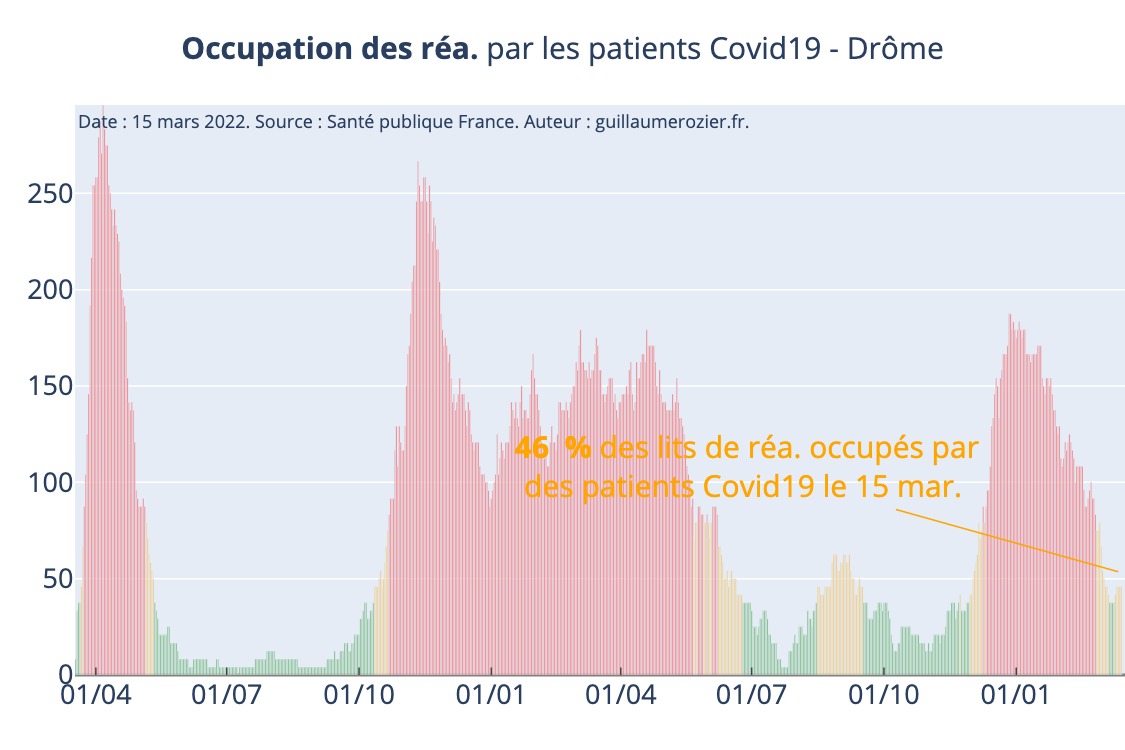 Occupation des réa. par les patients Covid19 - Drôme
Date : 15 mars 2022. Source : Santé publique France. Auteur : guillaumerozier.fr.
250
200
150
46 % des lits de réa. occupés par
des patients Covid19 le 15 mar.
100
50
0
01/04 01/07 01/10 01/01 01/04 01/07 01/10 01/01